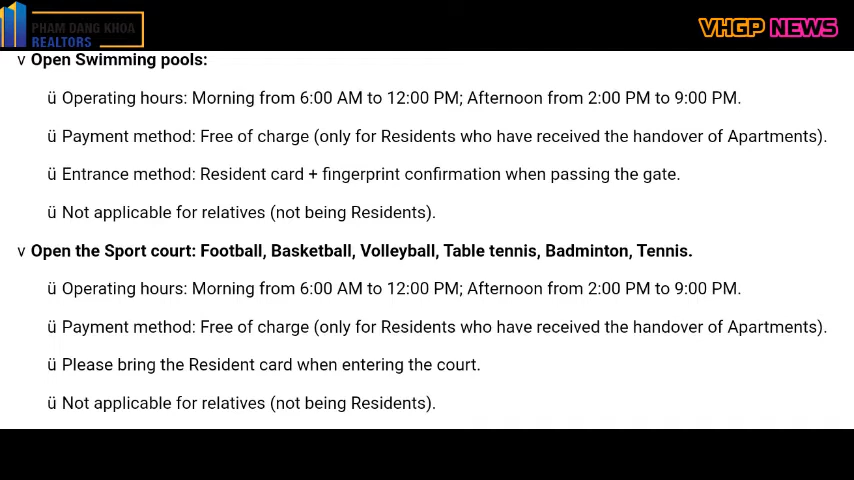 PHAM DANG KHOA
REALTORS
VHGP NEWS
v Open Swimming pools:
ü Operating hours: Morning from 6:00 AM to 12:00 PM; Afternoon from 2:00 PM to 9:00 PM.
ü Payment method: Free of charge (only for Residents who have received the handover of Apartments).
ü Entrance method: Resident card + fingerprint confirmation when passing the gate.
ü Not applicable for relatives (not being Residents).
v Open the Sport court: Football, Basketball, Volleyball, Table tennis, Badminton, Tennis.
ü Operating hours: Morning from 6:00 AM to 12:00 PM; Afternoon from 2:00 PM to 9:00 PM.
ü Payment method: Free of charge (only for Residents who have received the handover of Apartments).
ü Please bring the Resident card when entering the court.
ü Not applicable for relatives (not being Residents).